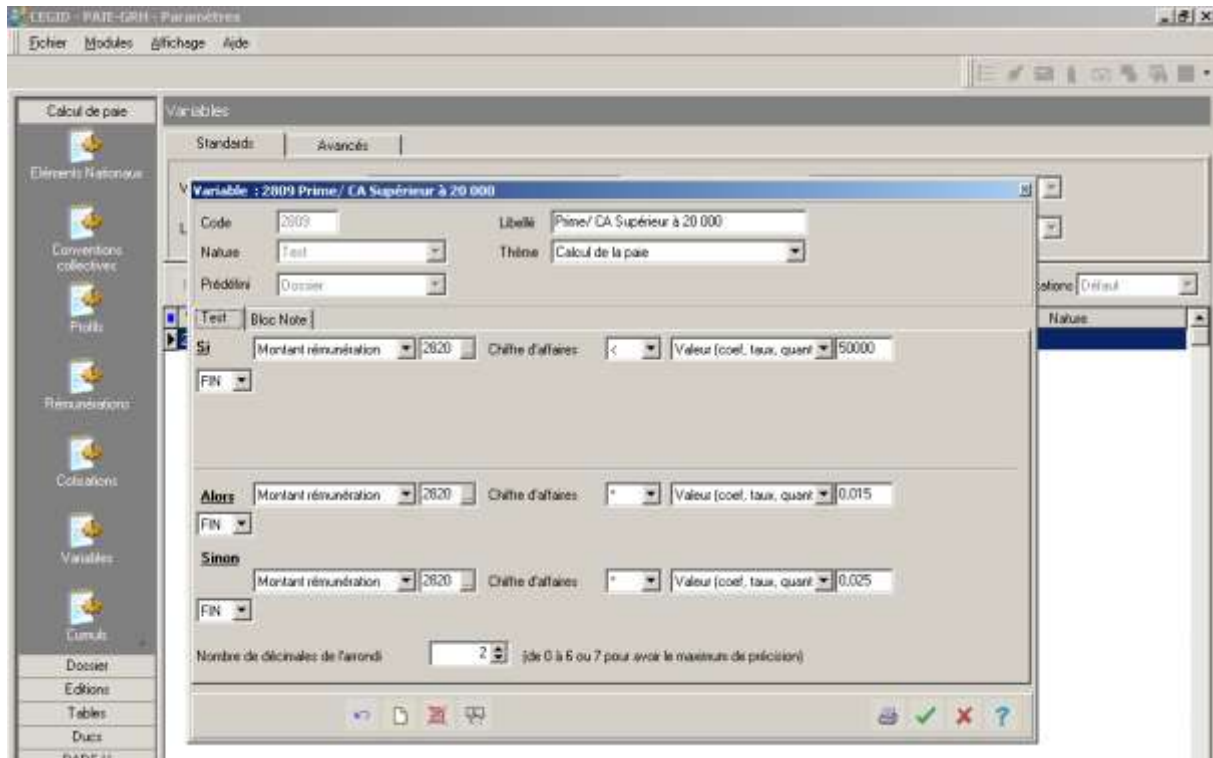 CEGID - PAIE-GRH - Paramètres
Fichier Modules Affichage Aide
Calcul de paie
Eléments Nationaux
Conventions collectives
Profils
Rémunérations
Cotisations
Variables
Cumuls
Dossier
Editions
Tables
Ducs
Variables
Standards Avancés
Variable : 2809 Prime/ CA Supérieur à 20 000
Code 2809 Libellé Prime/ CA Supérieur à 20 000
Nature Test Thème Calcul de la paie
Prédéfini Dossier
Défaut
Nature
Test Bloc Note
Si Montant rémunération 2820 ... Chiffre d'affaires < Valeur (coef, taux, quant 50000
FIN
Alors Montant rémunération 2820 ... Chiffre d'affaires * Valeur (coef, taux, quant 0,015
FIN
Sinon
Montant rémunération 2820 ... Chiffre d'affaires * Valeur (coef, taux, quant 0,025
FIN
Nombre de décimales de l'arrondi 2 (de 0 à 6 ou 7 pour avoir le maximum de précision)